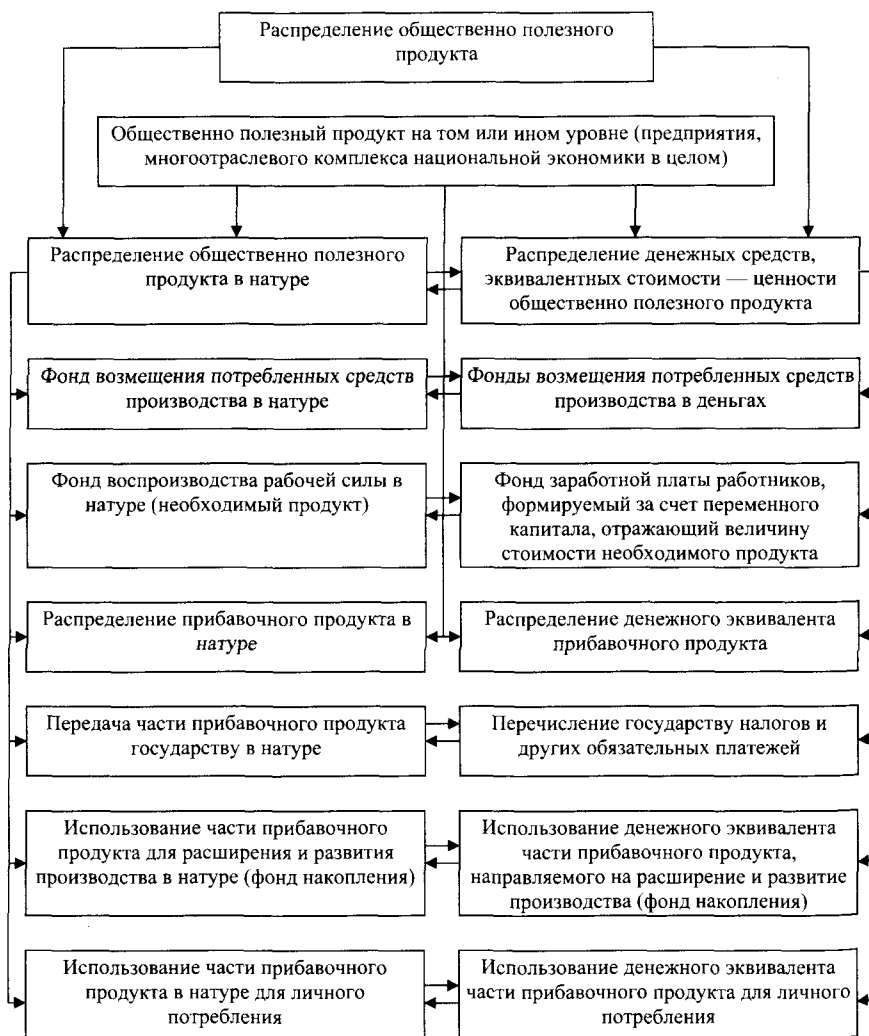 Распределение общественно полезного
продукта
Общественно полезный продукт на том или ином уровне (предприятия,
многоотраслевого комплекса национальной экономики в целом)
Распределение общественно полезного
продукта в натуре
Распределение денежных средств,
эквивалентных стоимости — ценности
общественно полезного продукта
Фонд возмещения потребленных средств
производства в натуре
Фонды возмещения потребленных средств
производства в деньгах
Фонд воспроизводства рабочей силы в
натуре (необходимый продукт)
Фонд заработной платы работников,
формируемый за счет переменного
капитала, отражающий величину
стоимости необходимого продукта
Распределение прибавочного продукта в
натуре
Распределение денежного эквивалента
прибавочного продукта
Передача части прибавочного продукта
государству в натуре
Перечисление государству налогов и
других обязательных платежей
Использование части прибавочного
продукта для расширения и развития
производства в натуре (фонд накопления)
Использование денежного эквивалента
части прибавочного продукта,
направляемого на расширение и развитие
производства (фонд накопления)
Использование части прибавочного
продукта в натуре для личного
потребления
Использование денежного эквивалента
части прибавочного продукта для личного
потребления